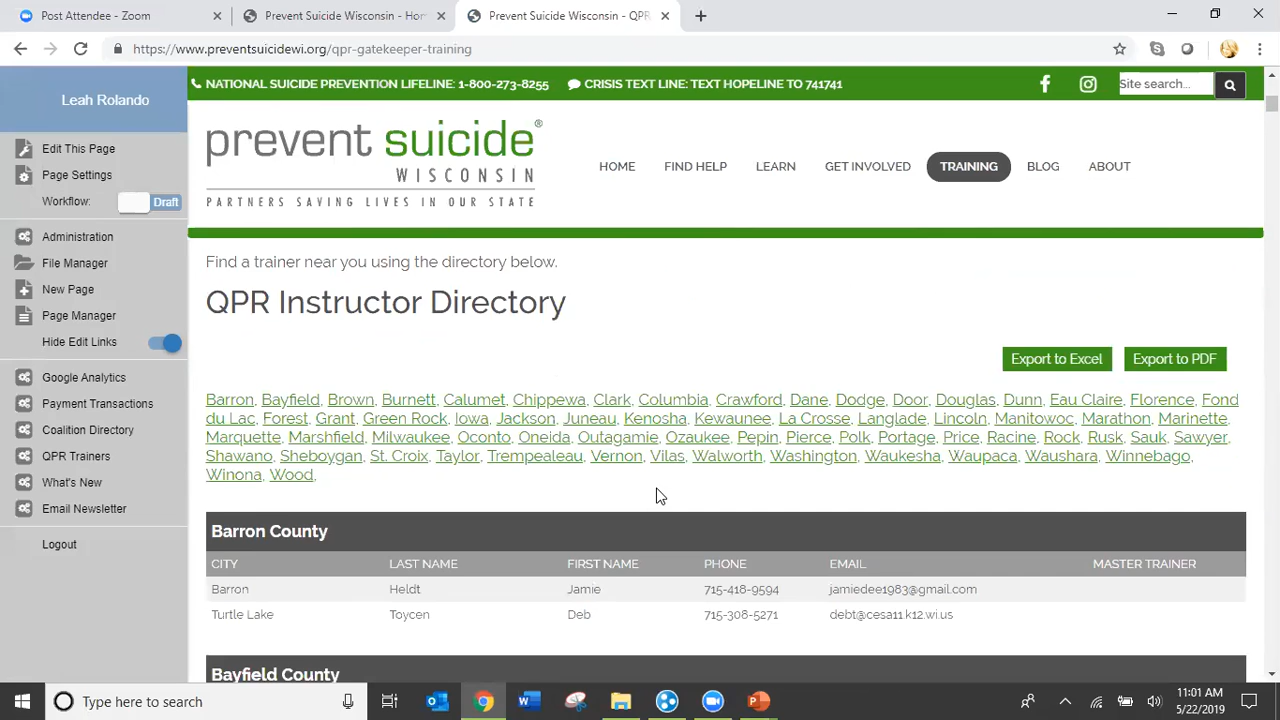 Post Attendee - Zoom
Prevent Suicide Wisconsin - Hor
Prevent Suicide Wisconsin - QPR
https://www.preventsuicidewi.org/qpr-gatekeeper-training
Leah Rolando
NATIONAL SUICIDE PREVENTION LIFELINE: 1-800-273-8255
CRISIS TEXT LINE: TEXT HOPELINE TO 741741
Site search...
prevent suicide®
WISCONSIN
PARTNERS SAVING LIVES IN OUR STATE
HOME FIND HELP LEARN GET INVOLVED TRAINING BLOG ABOUT
Edit This Page
Page Settings
Workflow: Draft
Administration
File Manager
New Page
Page Manager
Hide Edit Links
Google Analytics
Payment Transactions
Coalition Directory
QPR Trainers
What's New
Email Newsletter
Logout
Find a trainer near you using the directory below.
QPR Instructor Directory
Export to Excel Export to PDF
Barron, Bayfield, Brown, Burnett, Calumet, Chippewa, Clark, Columbia, Crawford, Dane, Dodge, Door, Douglas, Dunn, Eau Claire, Florence, Fond
du Lac, Forest, Grant, Green Rock, Iowa, Jackson, Juneau, Kenosha, Kewaunee, La Crosse, Langlade, Lincoln, Manitowoc, Marathon, Marinette,
Marquette, Marshfield, Milwaukee, Oconto, Oneida, Outagamie, Ozaukee, Pepin, Pierce, Polk, Portage, Price, Racine, Rock, Rusk, Sauk, Sawyer,
Shawano, Sheboygan, St. Croix, Taylor, Trempealeau, Vernon, Vilas, Walworth, Washington, Waukesha, Waupaca, Waushara, Winnebago,
Winona, Wood,
Barron County
CITY LAST NAME FIRST NAME PHONE EMAIL MASTER TRAINER
Barron Heldt Jamie 715-418-9594 jamiedee1983@gmail.com
Turtle Lake Toycen Deb 715-308-5271 debt@cesa11.k12.wi.us
Bayfield County
Type here to search
11:01 AM
5/22/2019